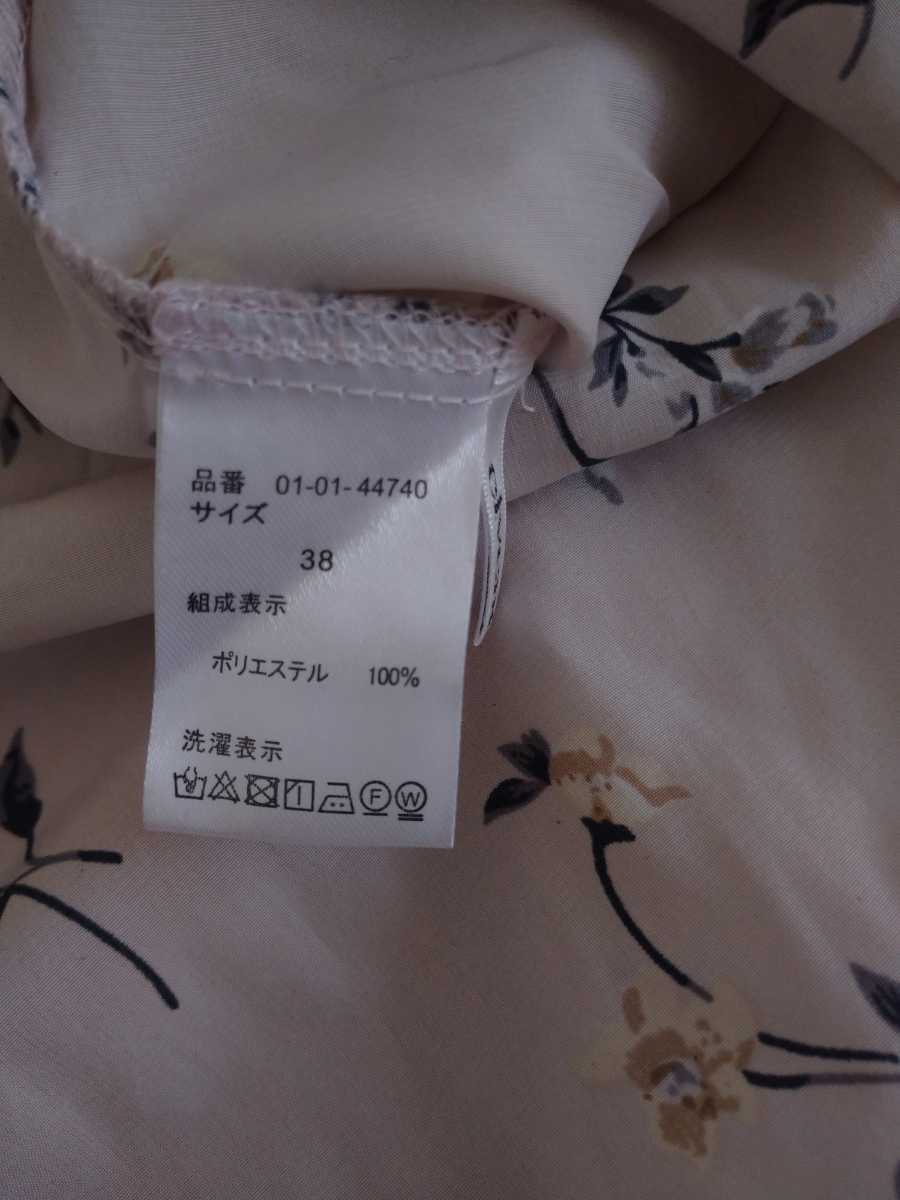 品番 01-01-44740
サイズ
38
組成表示
ポリエステル 100%
洗濯表示
F W